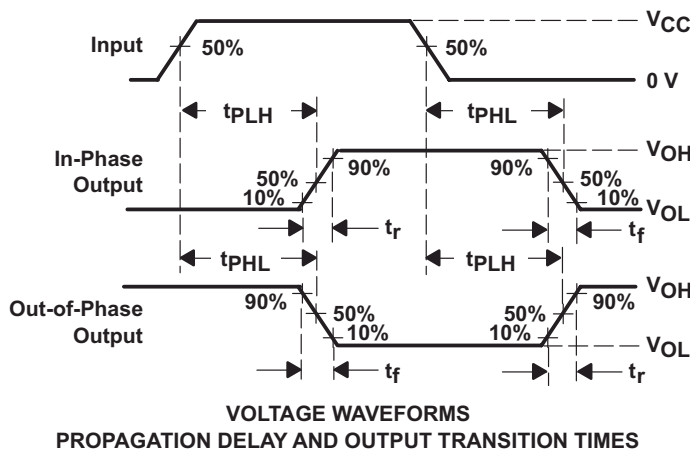 VCC
Input
50%
50%
0 V
tPLH
tPHL
In-Phase
Output
VOH
90%
90%
50%
50%
10%
10%
VOL
tr
tf
tPHL
tPLH
Out-of-Phase
Output
VOH
90%
90%
50%
50%
10%
10%
VOL
tf
tr
VOLTAGE WAVEFORMS
PROPAGATION DELAY AND OUTPUT TRANSITION TIMES